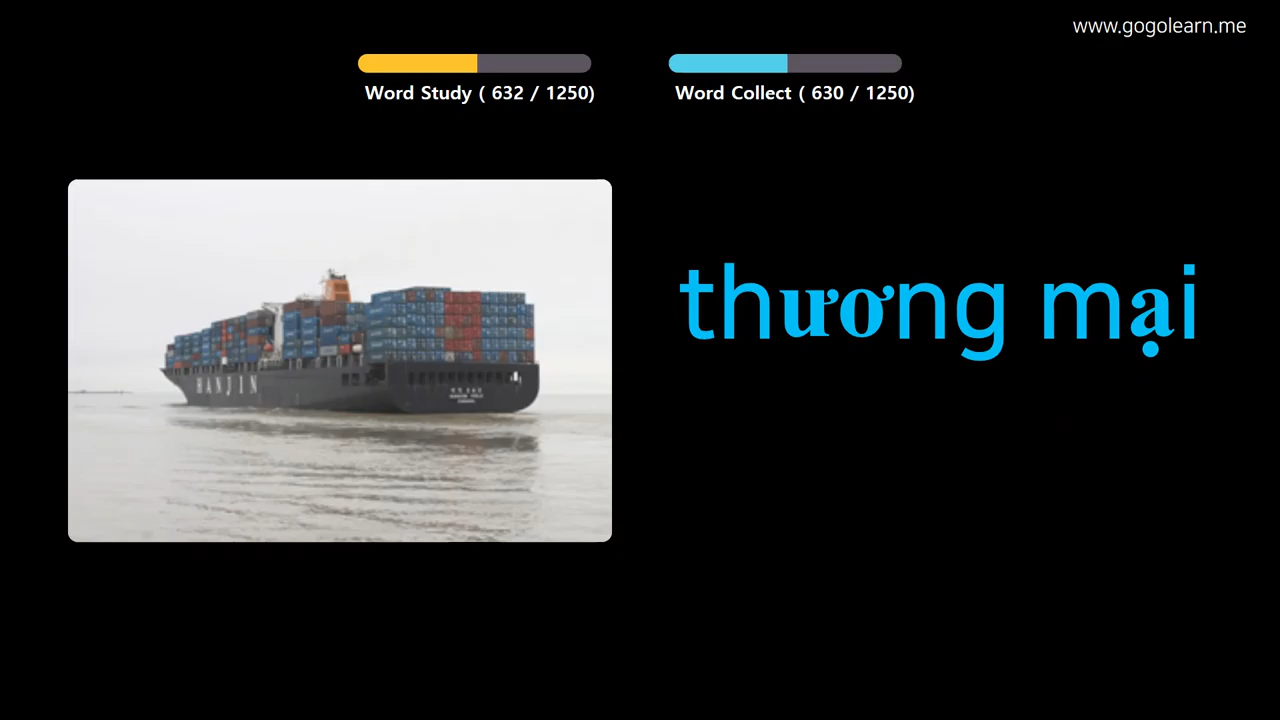 www.gogolearn.me
Word Study ( 632 / 1250)
Word Collect ( 630 / 1250)
thương mại
HANJIN